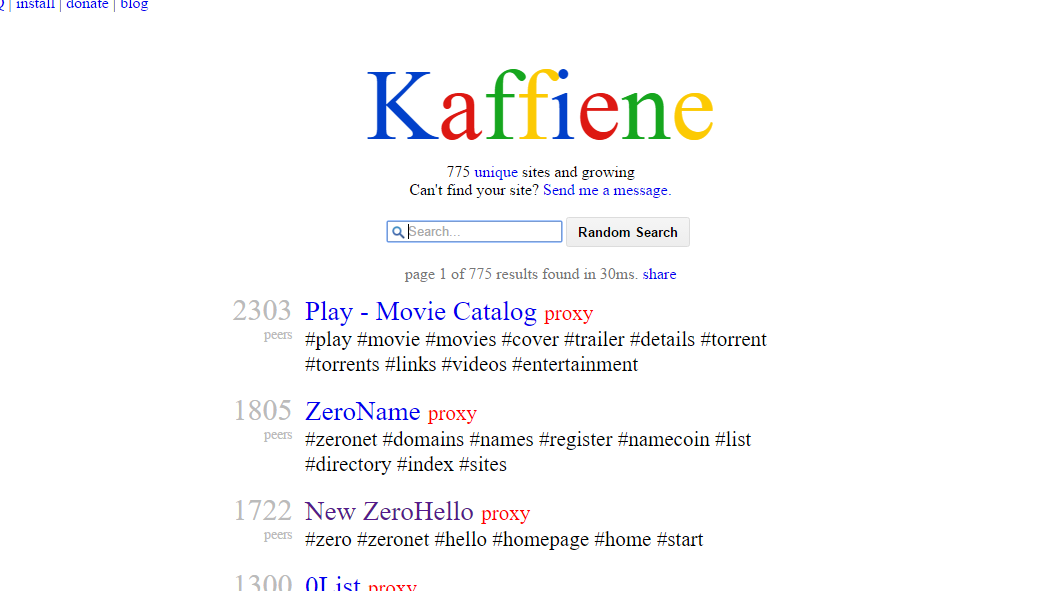 | install | donate | blog
Kaffiene
775 unique sites and growing
Can't find your site? Send me a message.
Search...
Random Search
page 1 of 775 results found in 30ms. share
2303 Play - Movie Catalog proxy
peers #play #movie #movies #cover #trailer #details #torrent
#torrents #links #videos #entertainment
1805 ZeroName proxy
peers #zeronet #domains #names #register #namecoin #list
#directory #index #sites
1722 New ZeroHello proxy
peers #zero #zeronet #hello #homepage #home #start
1300 0List proxy